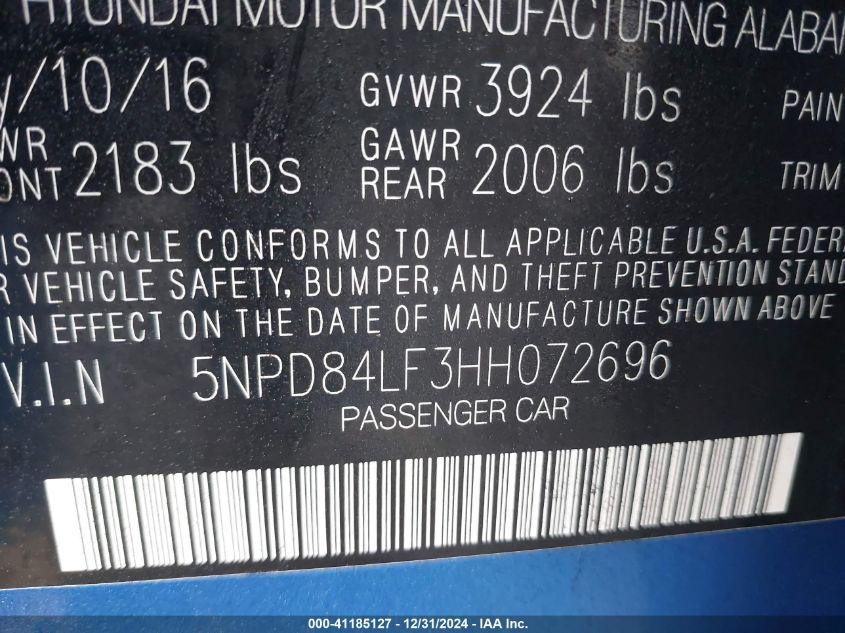 HYUNDAI MOTOR MANUFACTURING ALABA
/10/16 GVWR 3924 lbs PAIN
WR GAWR
ONT 2183 lbs REAR 2006 lbs TRIM
IS VEHICLE CONFORMS TO ALL APPLICABLE U.S.A. FEDER
R VEHICLE SAFETY, BUMPER, AND THEFT PREVENTION STAND
IN EFFECT ON THE DATE OF MANUFACTURE SHOWN ABOVE
V.I.N 5NPD84LF3HH072696
PASSENGER CAR
000-41185127 - 12/31/2024 - IAA Inc.